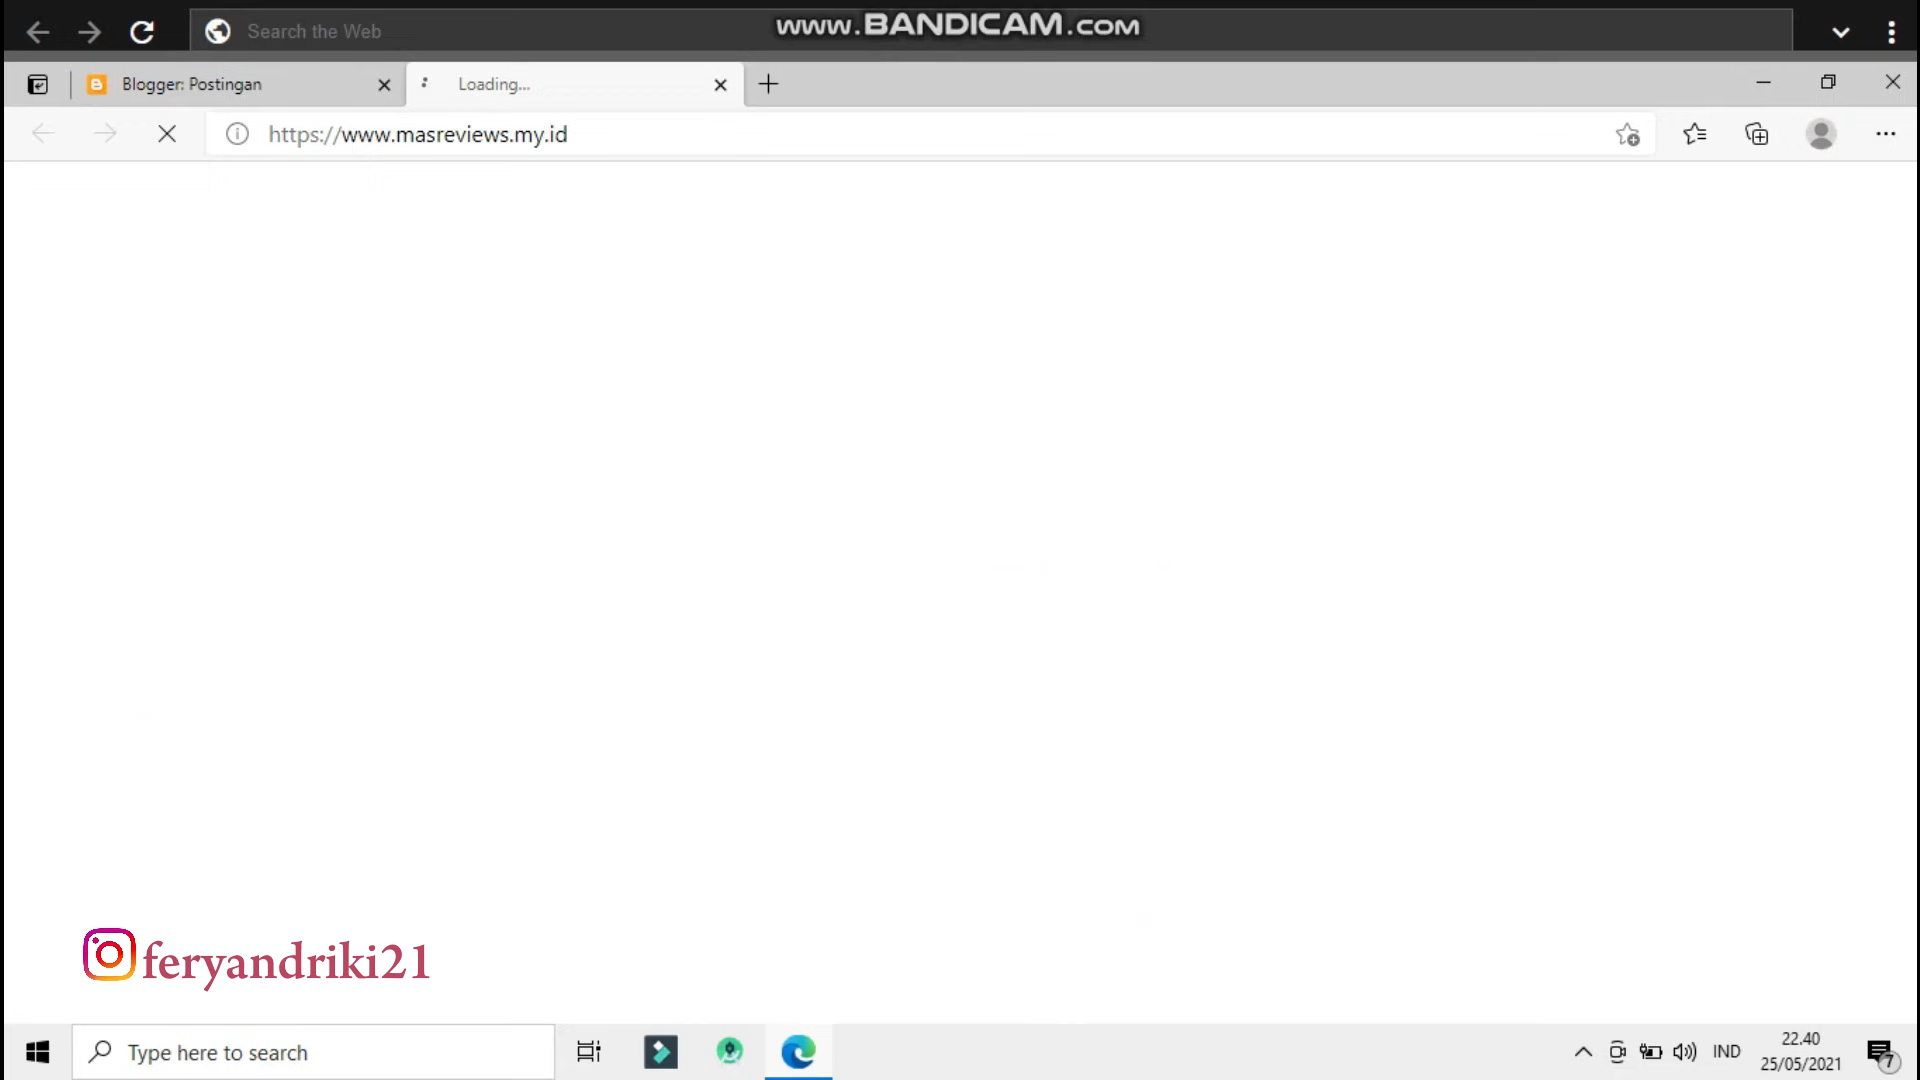 Search the Web
www.BANDICAM.com
Blogger: Postingan
Loading...
https://www.masreviews.my.id
feryandriki21
Type here to search
IND
22.40
25/05/2021
7